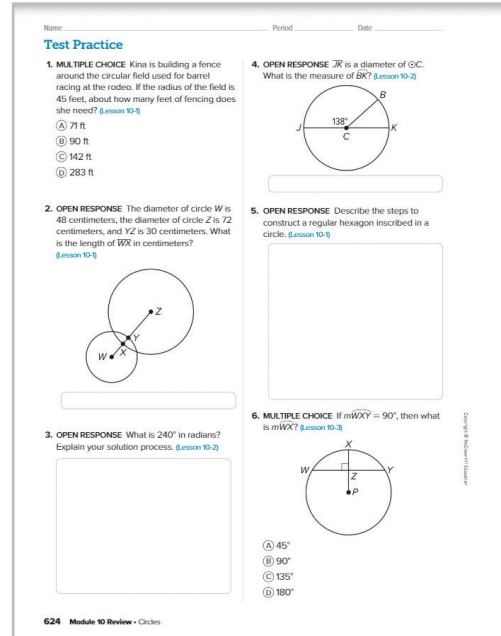 Name
Period
Date
Test Practice
1. MULTIPLE CHOICE Kina is building a fence
around the circular field used for barrel
racing at the rodeo. If the radius of the field is
45 feet, about how many feet of fencing does
she need? (Lesson 10-1)
A 71 ft
B 90 ft
C 142 ft
D 283 ft
2. OPEN RESPONSE The diameter of circle W is
48 centimeters, the diameter of circle Z is 72
centimeters, and YZ is 30 centimeters. What
is the length of WX in centimeters?
(Lesson 10-1)
Z
Y
X
W
3. OPEN RESPONSE What is 240° in radians?
Explain your solution process. (Lesson 10-2)
4. OPEN RESPONSE JK is a diameter of ⊙C.
What is the measure of BK? (Lesson 10-2)
B
138°
J
K
C
5. OPEN RESPONSE Describe the steps to
construct a regular hexagon inscribed in a
circle. (Lesson 10-1)
6. MULTIPLE CHOICE If mWXY = 90°, then what
is mWX? (Lesson 10-3)
X
W
Y
Z
P
A 45°
B 90°
C 135°
D 180°
Copyright © McGraw-Hill Education
624 Module 10 Review • Circles